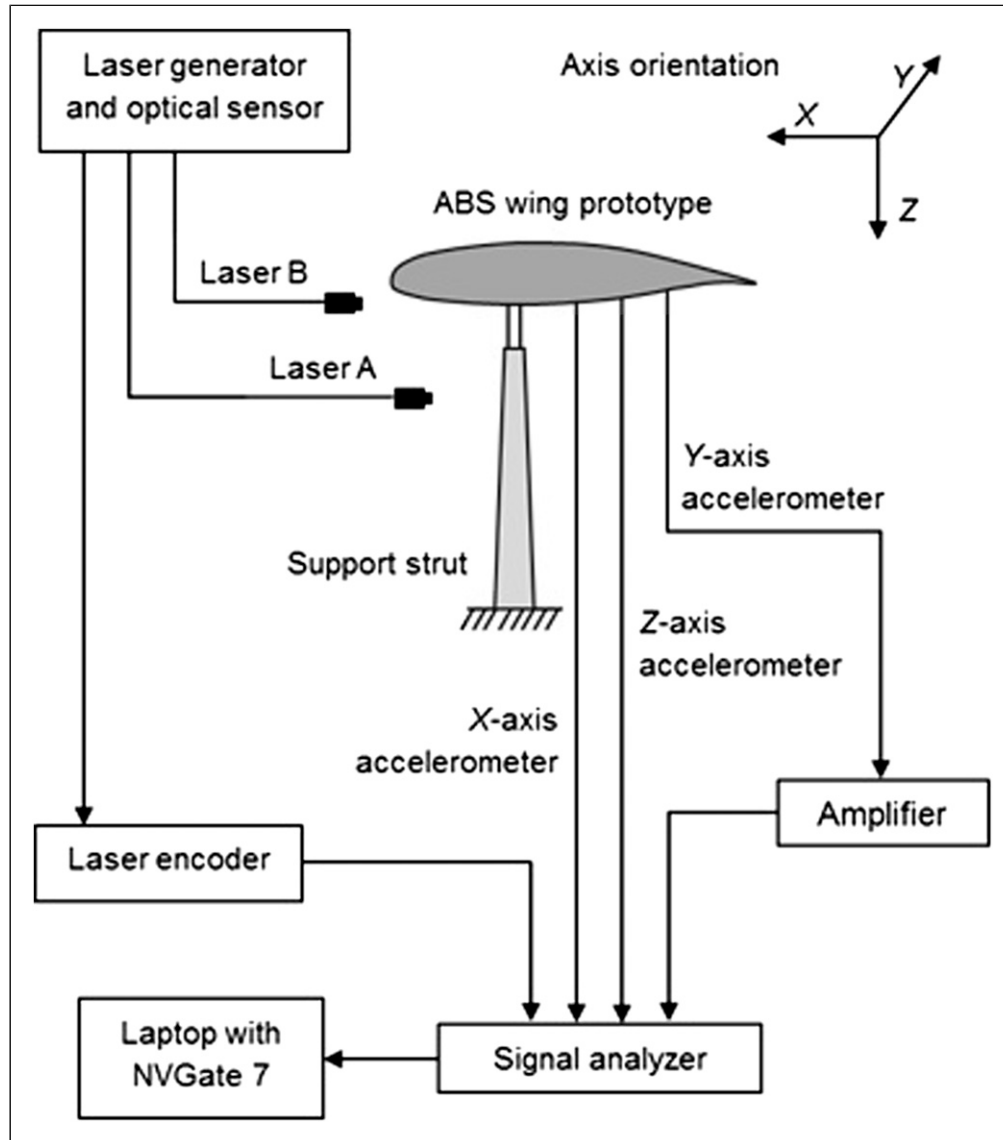 Laser generator
and optical sensor
Axis orientation
X
Y
Z
ABS wing prototype
Laser B
Laser A
Y-axis
accelerometer
Support strut
Z-axis
accelerometer
X-axis
accelerometer
Amplifier
Laser encoder
Laptop with
NVGate 7
Signal analyzer